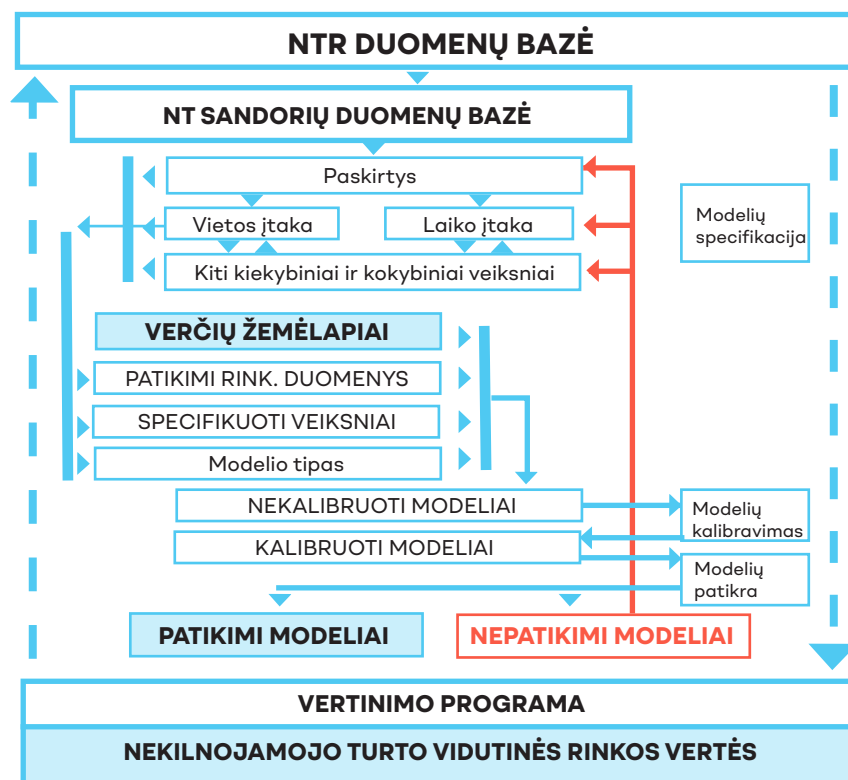 NTR DUOMENŲ BAZĖ
NT SANDORIŲ DUOMENŲ BAZĖ
Paskirtys
Vietos įtaka
Laiko įtaka
Modelių
specifikacija
Kiti kiekybiniai ir kokybiniai veiksniai
VERČIŲ ŽEMĖLAPIAI
PATIKIMI RINK. DUOMENYS
SPECIFIKUOTI VEIKSNIAI
Modelio tipas
NEKALIBRUOTI MODELIAI
Modelių
kalibravimas
KALIBRUOTI MODELIAI
Modelių
patikra
PATIKIMI MODELIAI
NEPATIKIMI MODELIAI
VERTINIMO PROGRAMA
NEKILNOJAMOJO TURTO VIDUTINĖS RINKOS VERTĖS